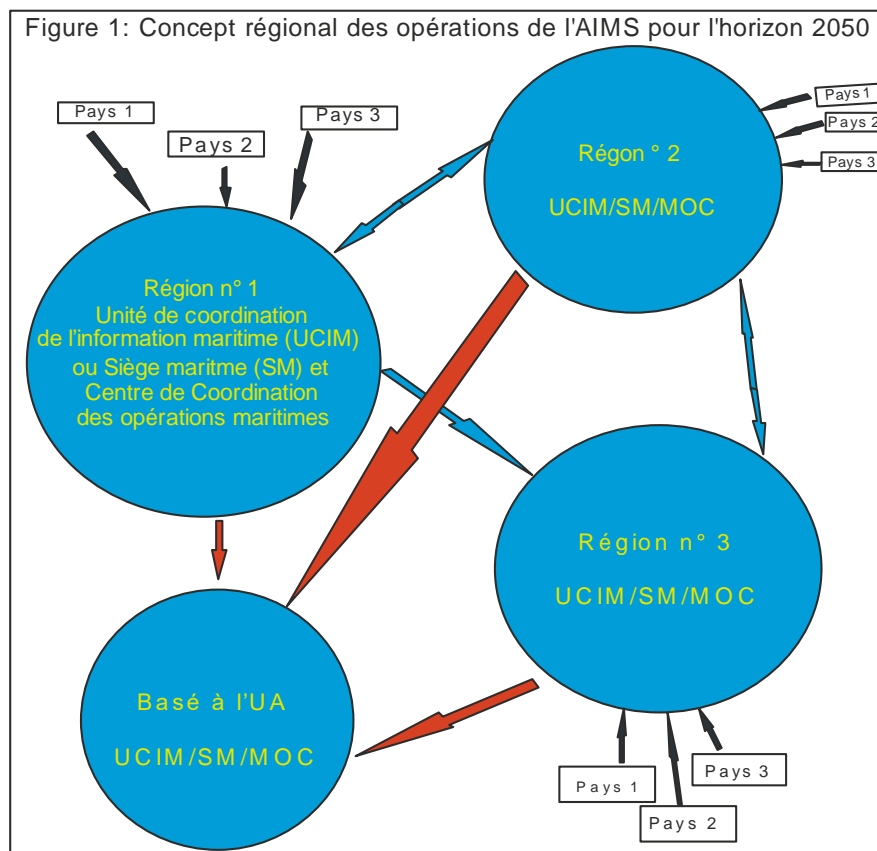 Figure 1: Concept régional des opérations de l'AIMS pour l'horizon 2050
Pays 1
Pays 2
Pays 3
Pays 1
Pays 2
Pays 3
Régon ° 2
UCIM/SM/MOC
Région n° 1
Unité de coordination
de l'information maritime (UCIM)
ou Siège maritme (SM) et
Centre de Coordination
des opérations maritimes
Région n° 3
UCIM/SM/MOC
Basé à l'UA
UCIM/SM/MOC
Pays 1
Pays 2
Pays 3